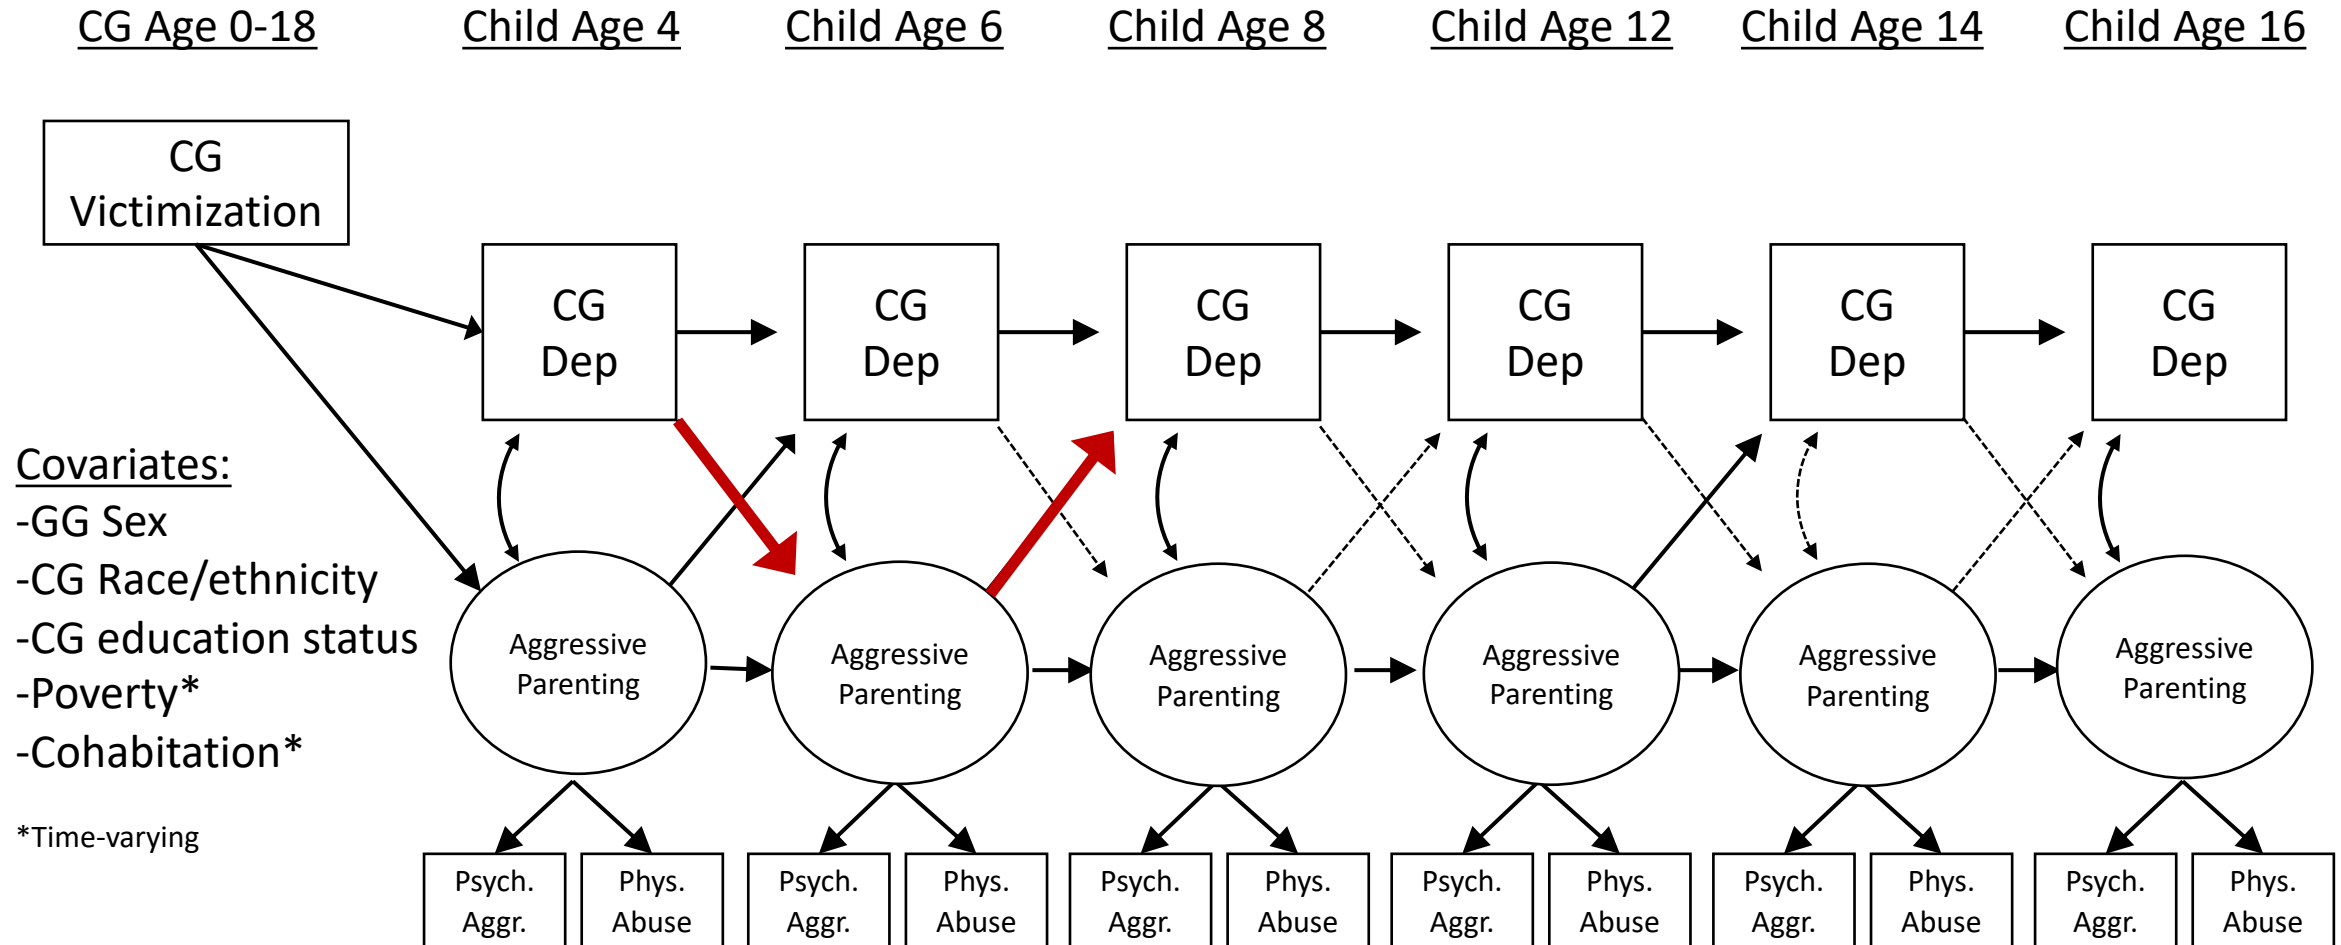 CG Age 0-18
Child Age 4
Child Age 6
Child Age 8
Child Age 12
Child Age 14
Child Age 16
CG
Victimization
CG
Dep
CG
Dep
CG
Dep
CG
Dep
CG
Dep
CG
Dep
Covariates:
-GG Sex
-CG Race/ethnicity
-CG education status
-Poverty*
-Cohabitation*
*Time-varying
Aggressive
Parenting
Aggressive
Parenting
Aggressive
Parenting
Aggressive
Parenting
Aggressive
Parenting
Aggressive
Parenting
Psych.
Aggr.
Phys.
Abuse
Psych.
Aggr.
Phys.
Abuse
Psych.
Aggr.
Phys.
Abuse
Psych.
Aggr.
Phys.
Abuse
Psych.
Aggr.
Phys.
Abuse
Psych.
Aggr.
Phys.
Abuse